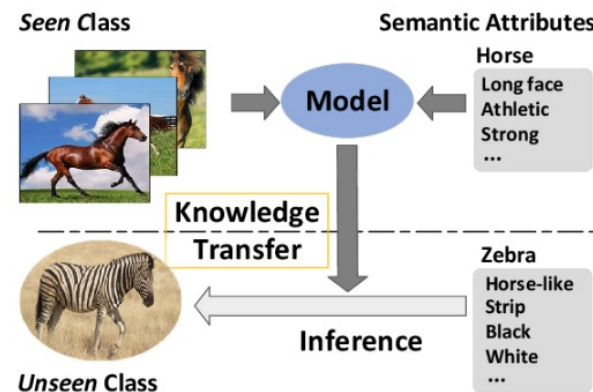 Seen Class
Semantic Attributes
Horse
Long face
Athletic
Strong
...
Model
Knowledge
Transfer
Zebra
Horse-like
Strip
Black
White
...
Inference
Unseen Class